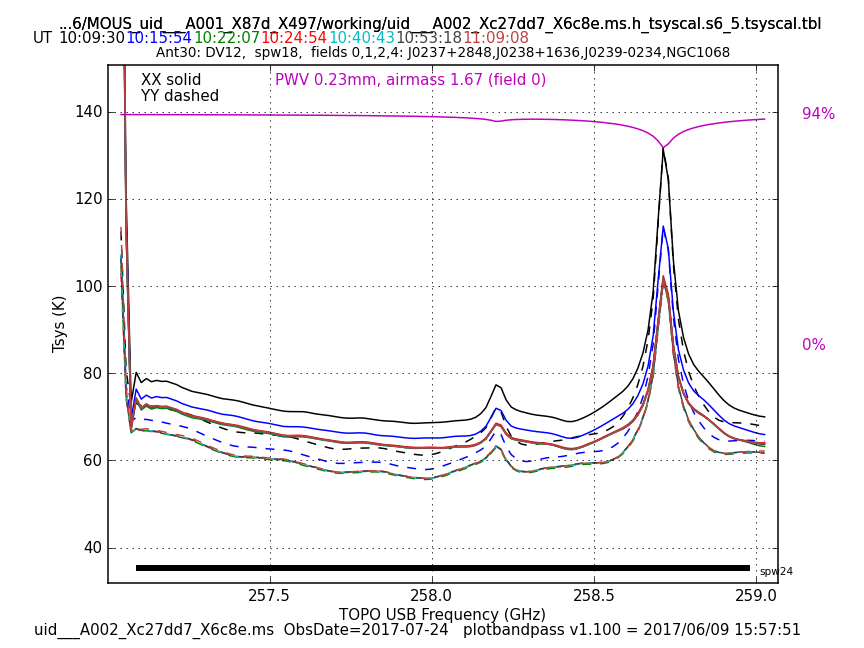 ...6/MOUS_uid___A001_X87d_X497/working/uid___A002_Xc27dd7_X6c8e.ms.h_tsyscal.s6_5.tsyscal.tbl
UT 10:09:30 10:15:54 10:22:07 10:24:54 10:40:43 10:53:18 11:09:08
Ant30: DV12, spw18, fields 0,1,2,4: J0237+2848,J0238+1636,J0239-0234,NGC1068
XX solid
PWV 0.23mm, airmass 1.67 (field 0)
YY dashed
94%
140
120
100
80
60
40
0%
Tsys (K)
spw24
257.5 258.0 258.5 259.0
TOPO USB Frequency (GHz)
uid___A002_Xc27dd7_X6c8e.ms ObsDate=2017-07-24 plotbandpass v1.100 = 2017/06/09 15:57:51